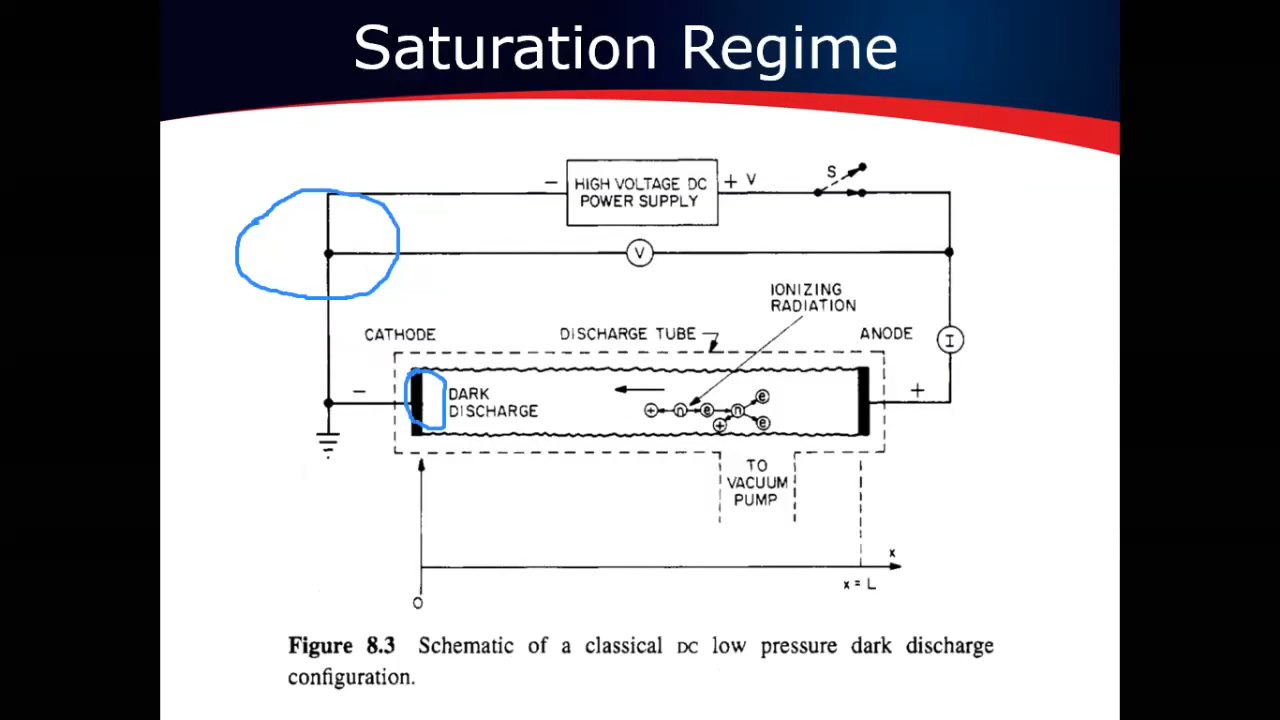 Saturation Regime
− HIGH VOLTAGE DC + V S
POWER SUPPLY
V
IONIZING
RADIATION
CATHODE DISCHARGE TUBE ANODE
I
− DARK +
DISCHARGE
+ n e n e
+ e
TO
VACUUM
PUMP
x
x = L
O
Figure 8.3 Schematic of a classical DC low pressure dark discharge
configuration.